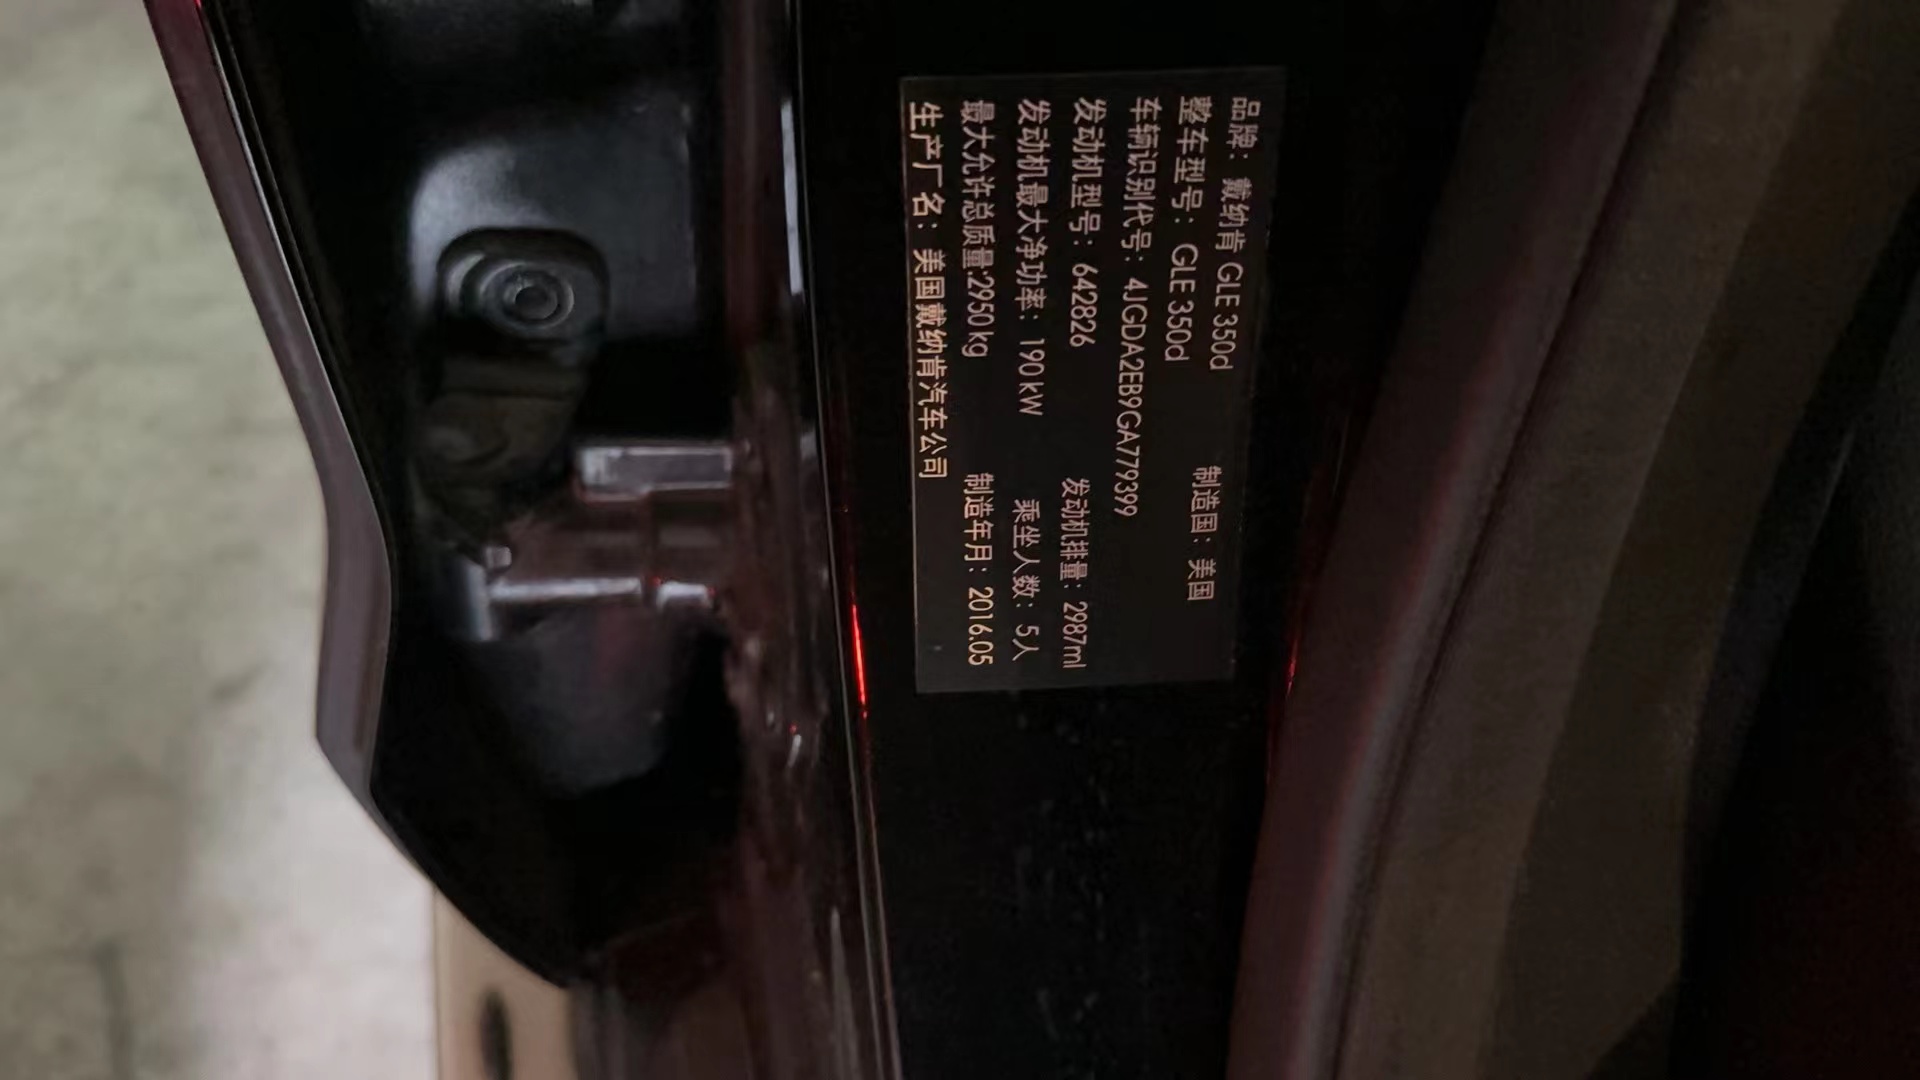 品牌：戴纳肯 GLE 350d
整车型号：GLE 350d 制造国：美国
车辆识别代号：4JGDA2EB9GA779399
发动机型号：642826 发动机排量：2987ml
发动机最大净功率：190 kW 乘坐人数：5人
最大允许总质量:2950 kg 制造年月：2016.05
生产厂名：美国戴纳肯汽车公司